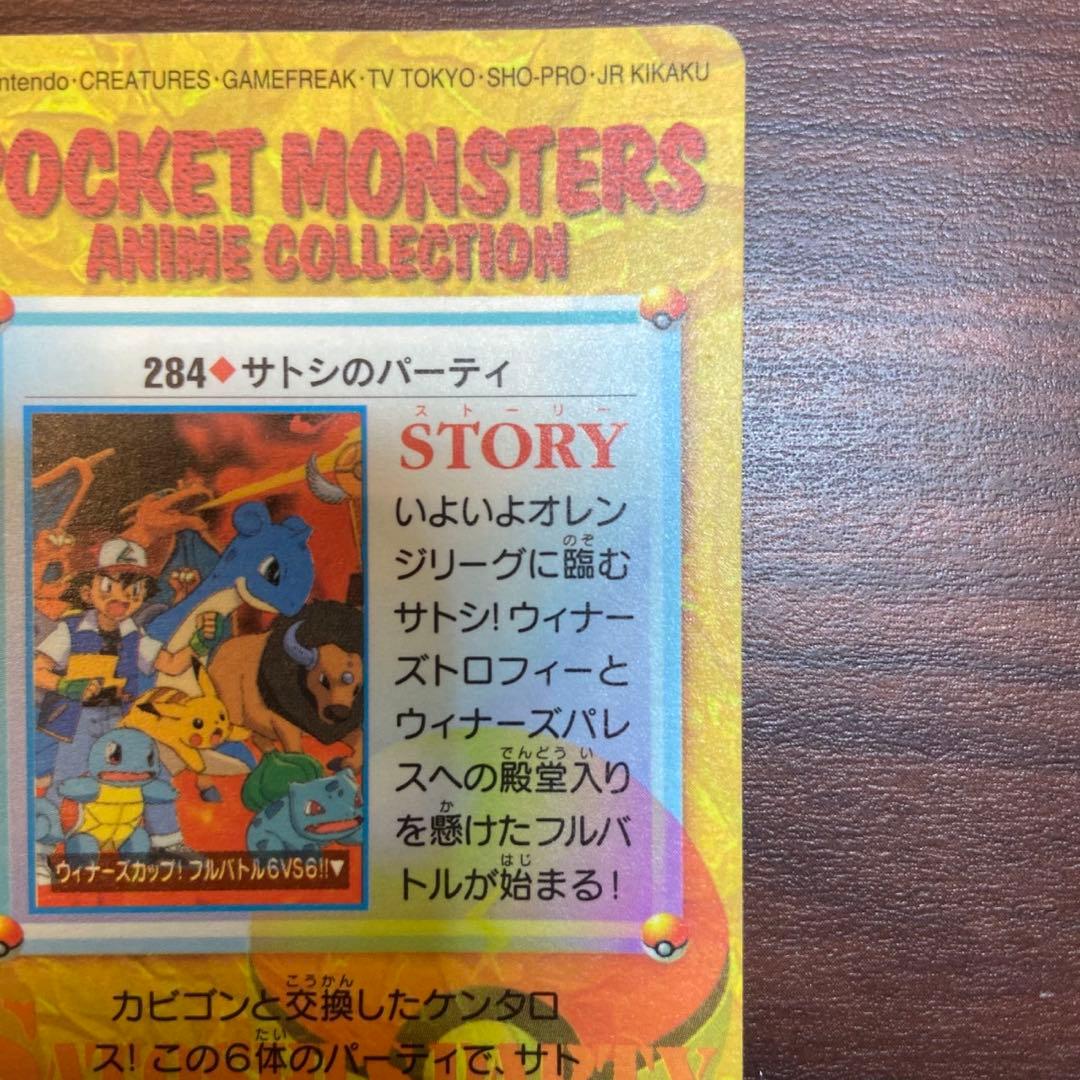 ntendo·CREATURES·GAMEFREAK·TV TOKYO·SHO-PRO·JR KIKAKU
POCKET MONSTERS
ANIME COLLECTION
284◆サトシのパーティ
ストーリー
STORY
いよいよオレン
のぞ
ジリーグに臨む
サトシ!ウィナー
ズトロフィーと
ウィナーズパレ
でんどう い
スへの殿堂入り
か
を懸けたフルバ
はじ
トルが始まる!
ウィナーズカップ!フルバトル6VS6!!▼
こうかん
カビゴンと交換したケンタロ
たい
ス!この6体のパーティで、サト